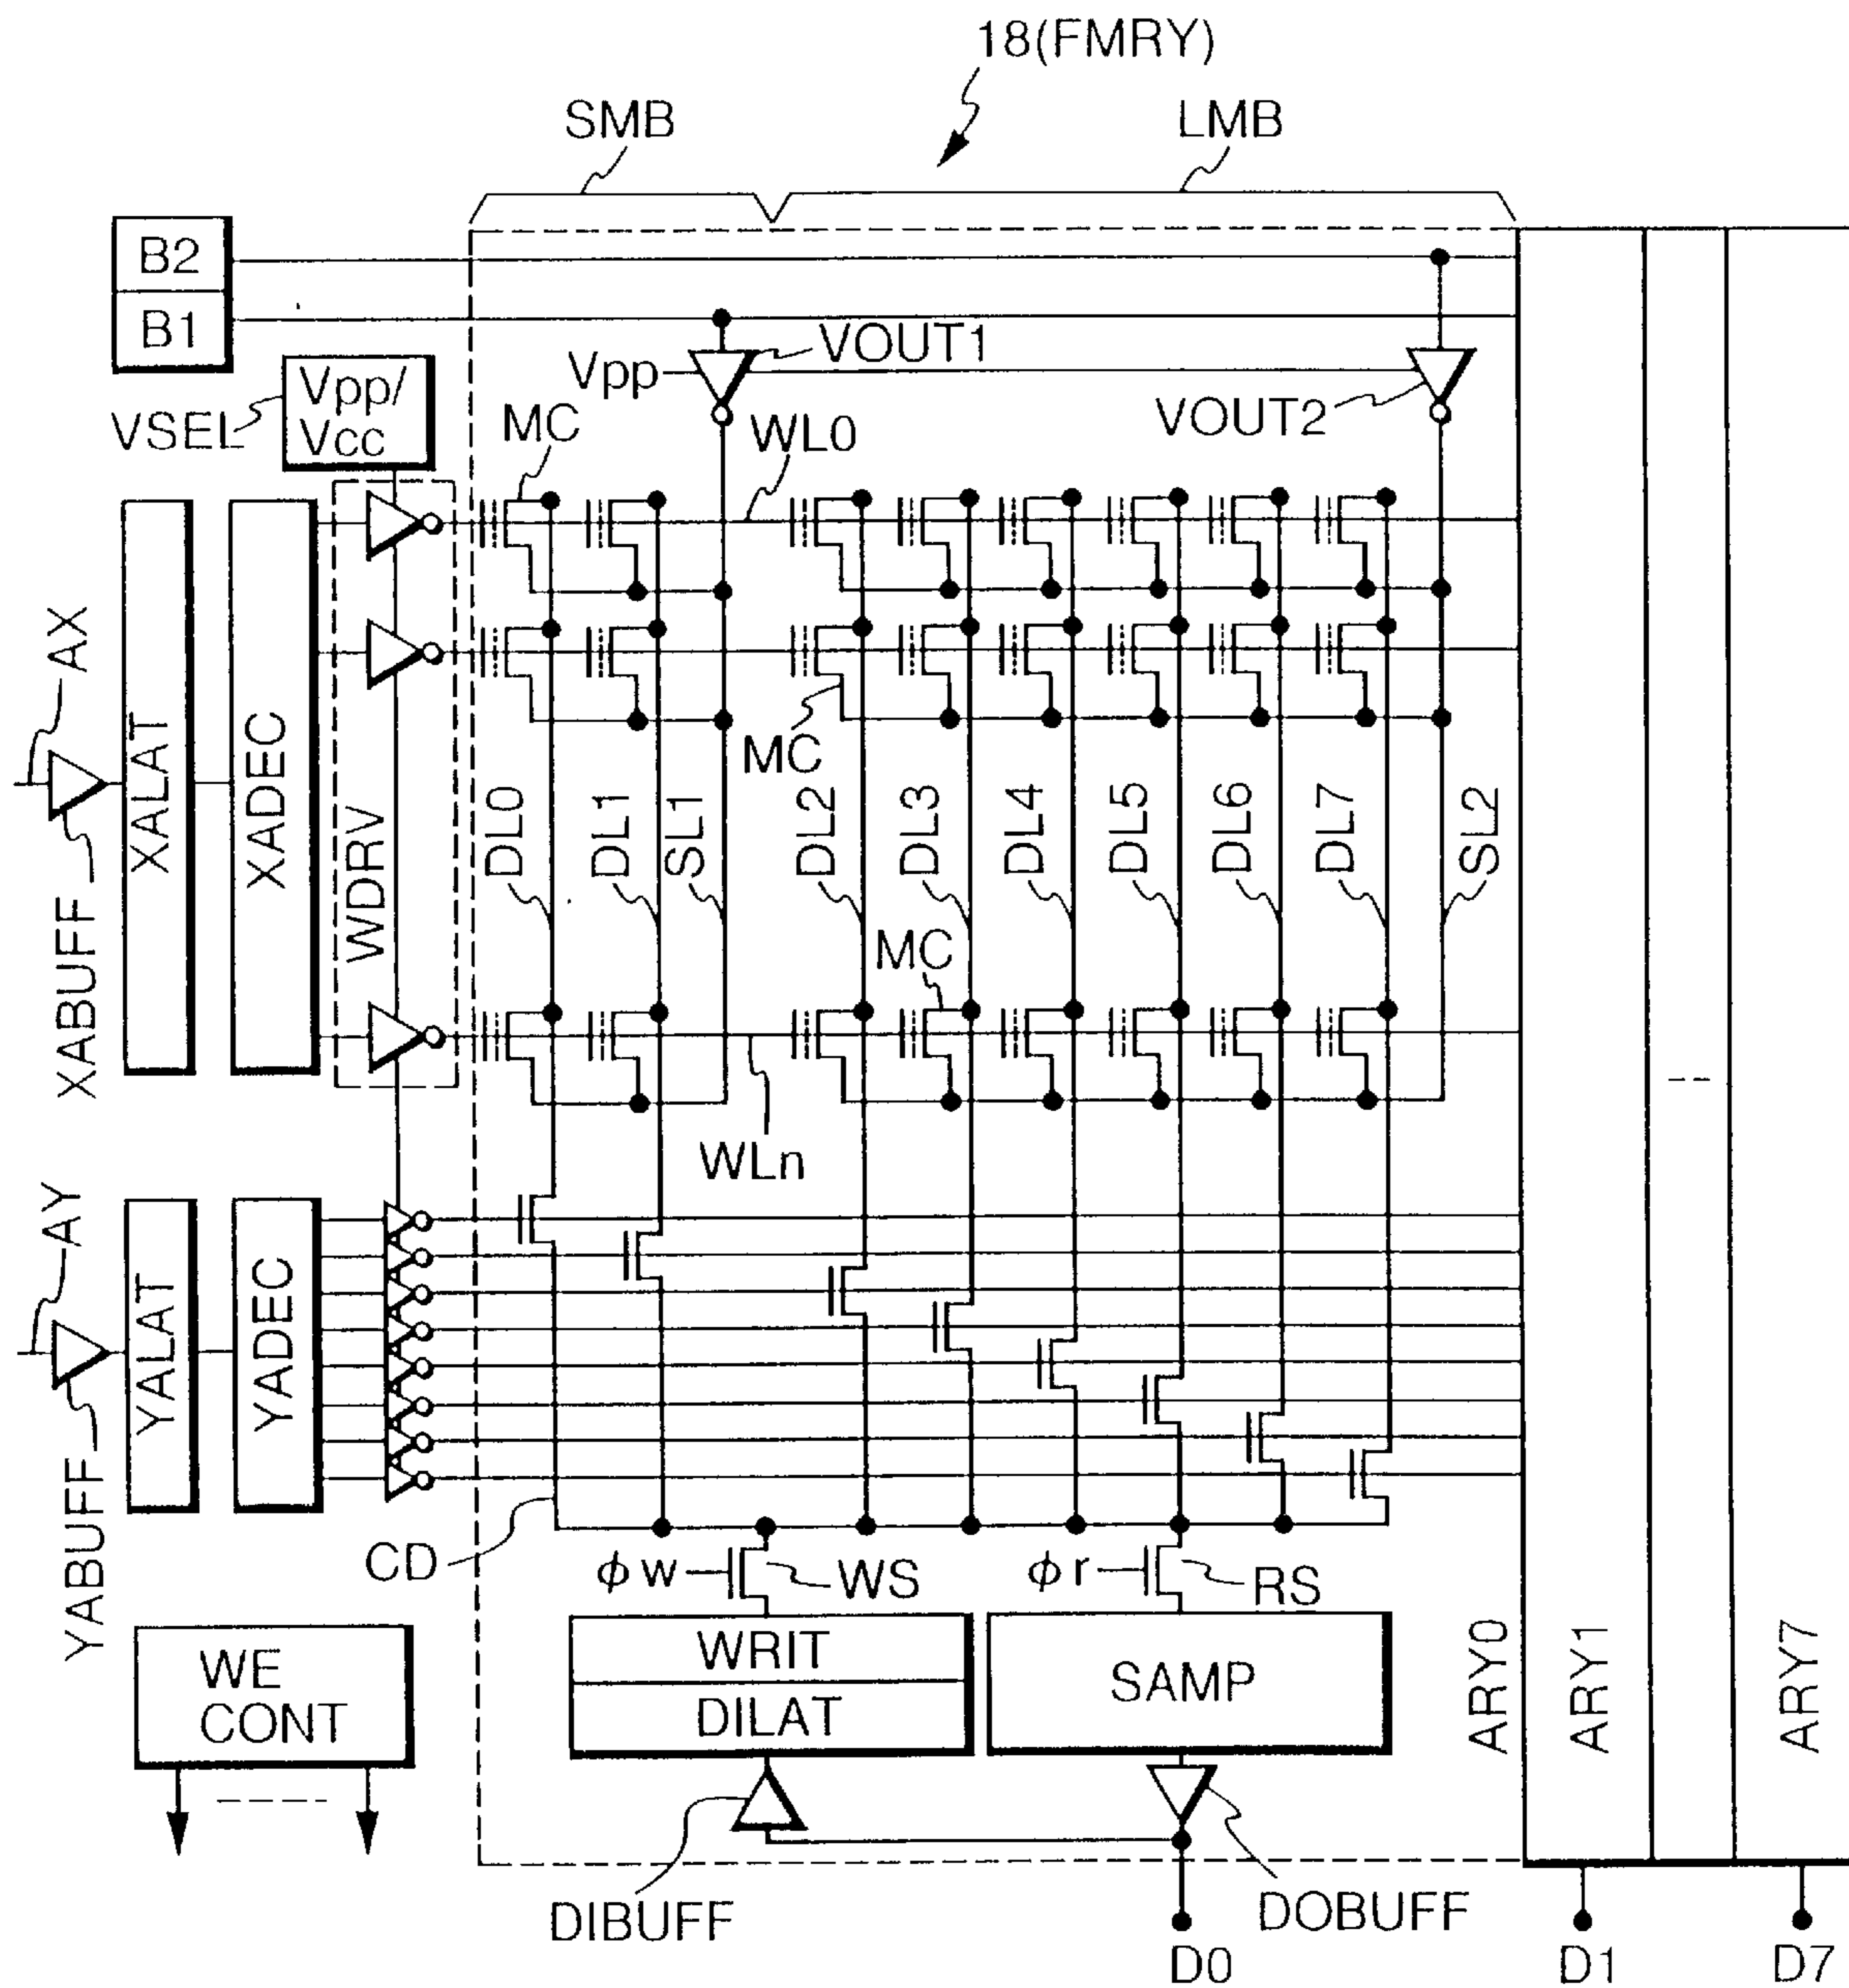 18(FMRY)
SMB
LMB
B2
B1
Vpp/
Vcc
VSEL
Vpp
VOUT1
VOUT2
MC
WL0
AX
XABUFF
XALAT
XADEC
WDRV
MC
DL0
DL1
SL1
DL2
DL3
DL4
DL5
DL6
DL7
SL2
MC
WLn
AY
YABUFF
YALAT
YADEC
CD
ϕw
WS
ϕr
RS
WE
CONT
WRIT
DILAT
SAMP
ARY0
ARY1
ARY7
DIBUFF
DOBUFF
D0
D1
D7